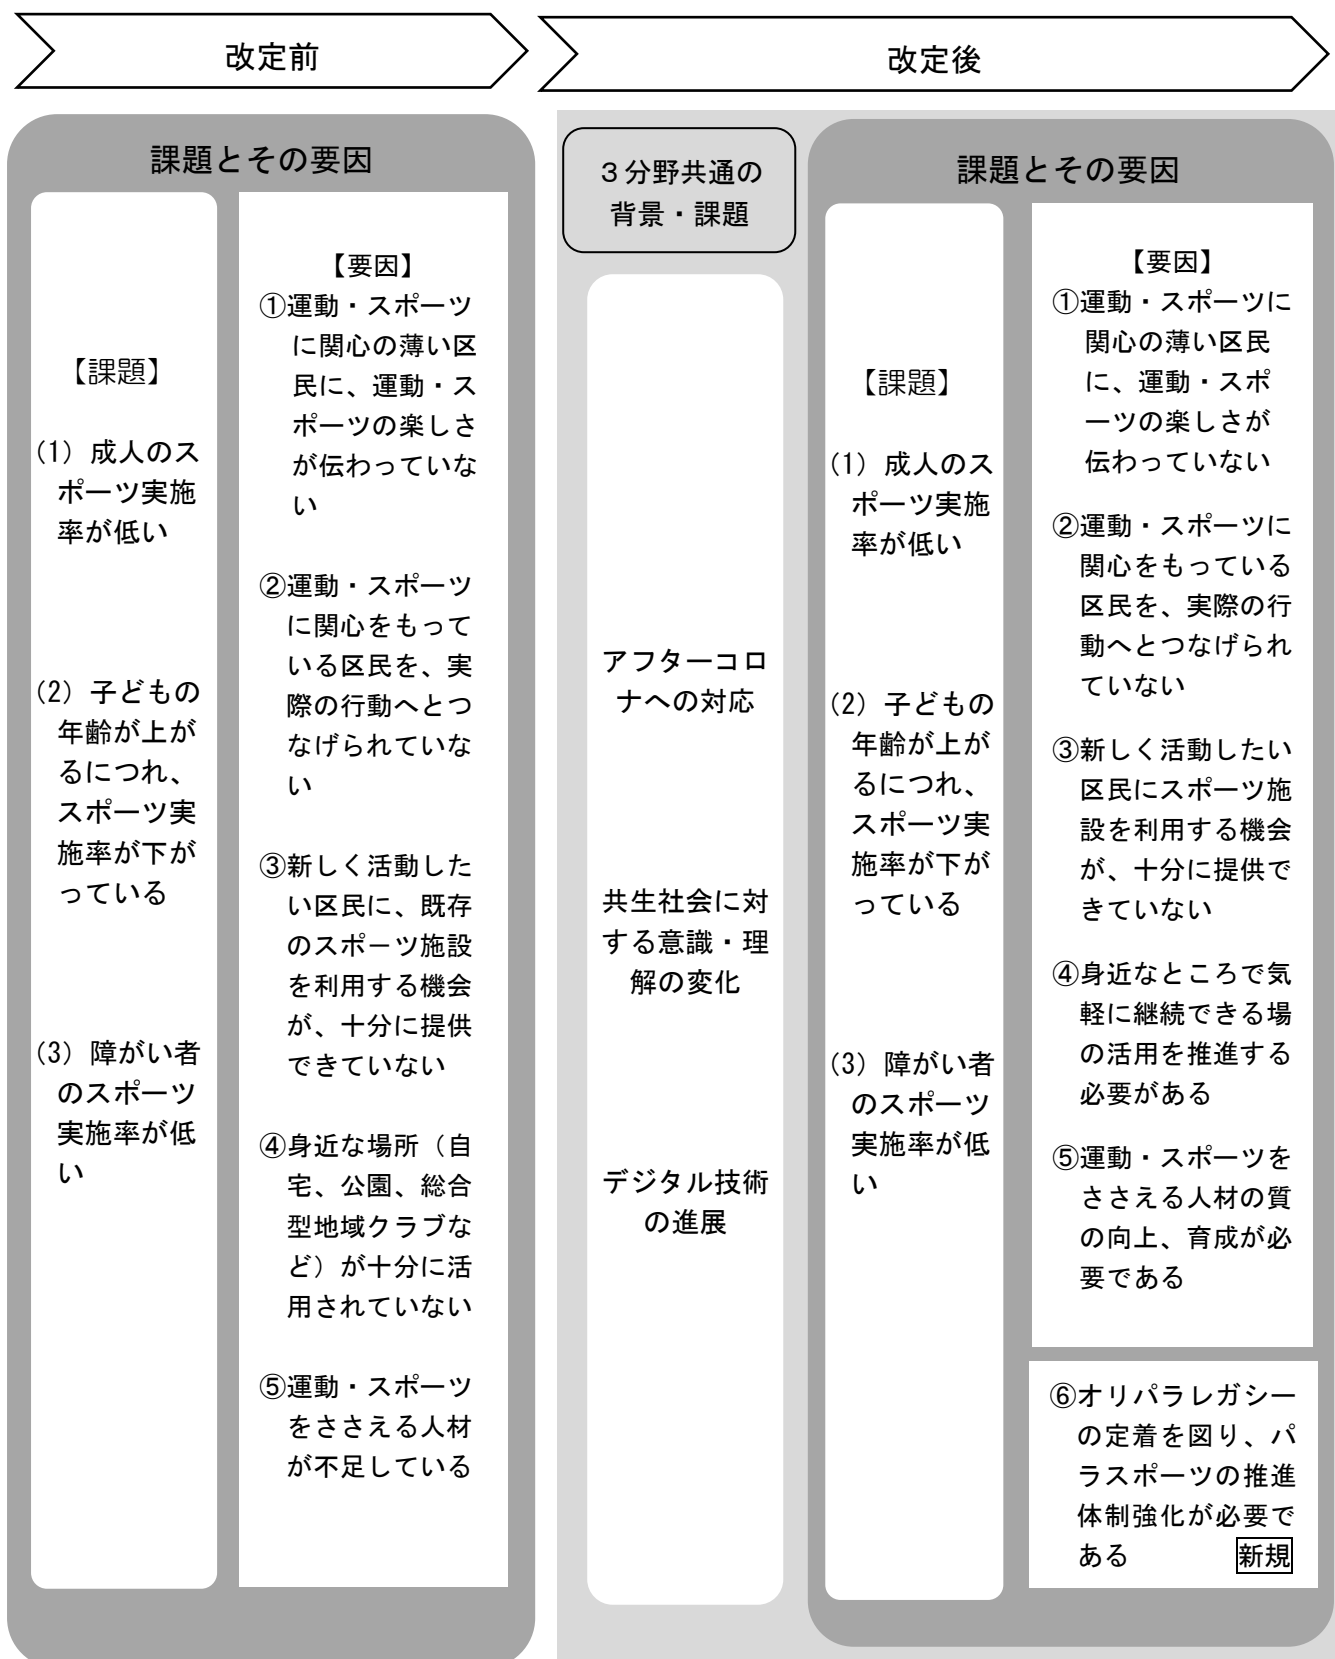 改定前
課題とその要因
【課題】
(1) 成人のス
ポーツ実施
率が低い
(2) 子どもの
年齢が上が
るにつれ、
スポーツ実
施率が下が
っている
(3) 障がい者
のスポーツ
実施率が低
い
【要因】
①運動・スポーツ
に関心の薄い区
民に、運動・ス
ポーツの楽しさ
が伝わっていな
い
②運動・スポーツ
に関心をもって
いる区民を、実
際の行動へとつ
なげられていな
い
③新しく活動した
い区民に、既存
のスポーツ施設
を利用する機会
が、十分に提供
できていない
④身近な場所（自
宅、公園、総合
型地域クラブな
ど）が十分に活
用されていない
⑤運動・スポーツ
をささえる人材
が不足している
改定後
３分野共通の
背景・課題
アフターコロ
ナへの対応
共生社会に対
する意識・理
解の変化
デジタル技術
の進展
課題とその要因
【課題】
(1) 成人のス
ポーツ実施
率が低い
(2) 子どもの
年齢が上が
るにつれ、
スポーツ実
施率が下が
っている
(3) 障がい者
のスポーツ
実施率が低
い
【要因】
①運動・スポーツに
関心の薄い区民
に、運動・スポ
ーツの楽しさが
伝わっていない
②運動・スポーツに
関心をもっている
区民を、実際の行
動へとつなげられ
ていない
③新しく活動したい
区民にスポーツ施
設を利用する機会
が、十分に提供で
きていない
④身近なところで気
軽に継続できる場
の活用を推進する
必要がある
⑤運動・スポーツを
ささえる人材の質
の向上、育成が必
要である
⑥オリパラレガシー
の定着を図り、パ
ラスポーツの推進
体制強化が必要で
ある 新規